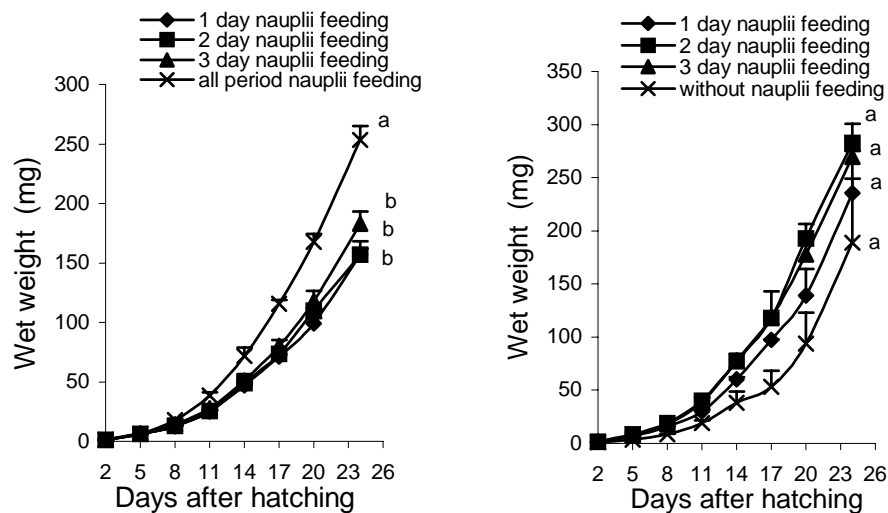 1 day nauplii feeding
2 day nauplii feeding
3 day nauplii feeding
all period nauplii feeding
300
250
200
150
100
50
0
Wet weight (mg)
a
b
b
b
2 5 8 11 14 17 20 23 26
Days after hatching
1 day nauplii feeding
2 day nauplii feeding
3 day nauplii feeding
without nauplii feeding
350
300
250
200
150
100
50
0
Wet weight (mg)
a
a
a
a
2 5 8 11 14 17 20 23 26
Days after hatching